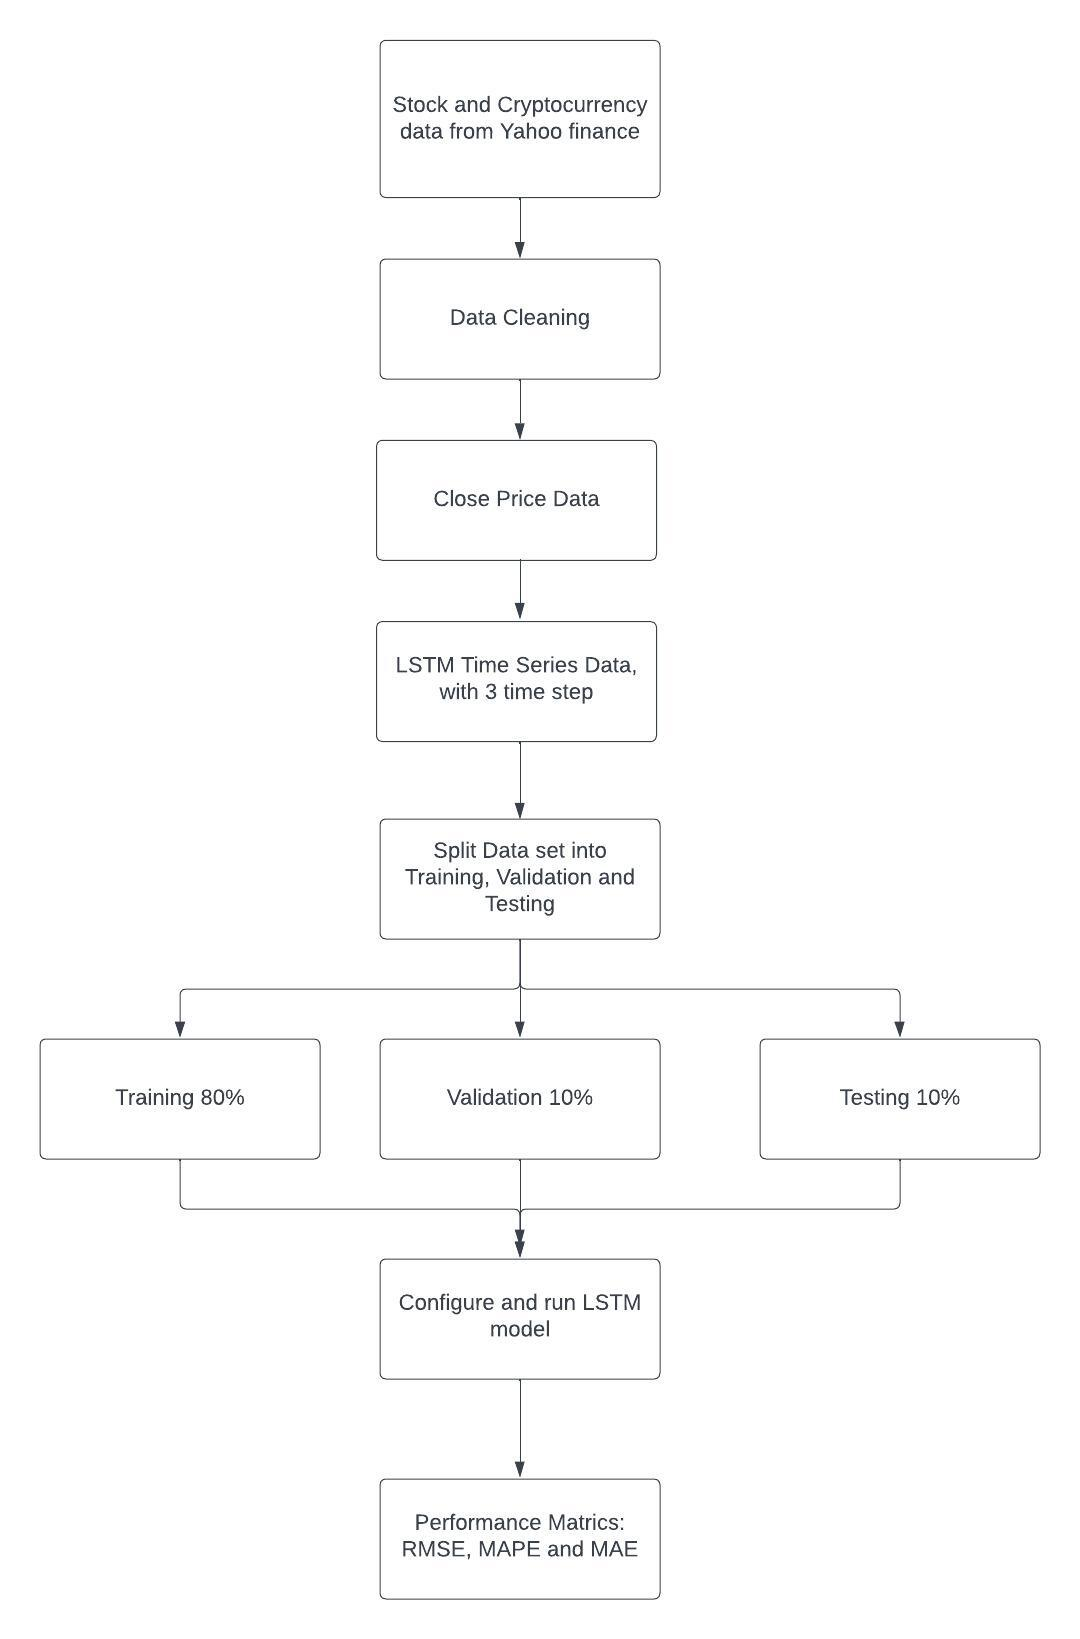 Stock and Cryptocurrency
data from Yahoo finance
Data Cleaning
Close Price Data
LSTM Time Series Data,
with 3 time step
Split Data set into
Training, Validation and
Testing
Training 80%
Validation 10%
Testing 10%
Configure and run LSTM
model
Performance Matrics:
RMSE, MAPE and MAE